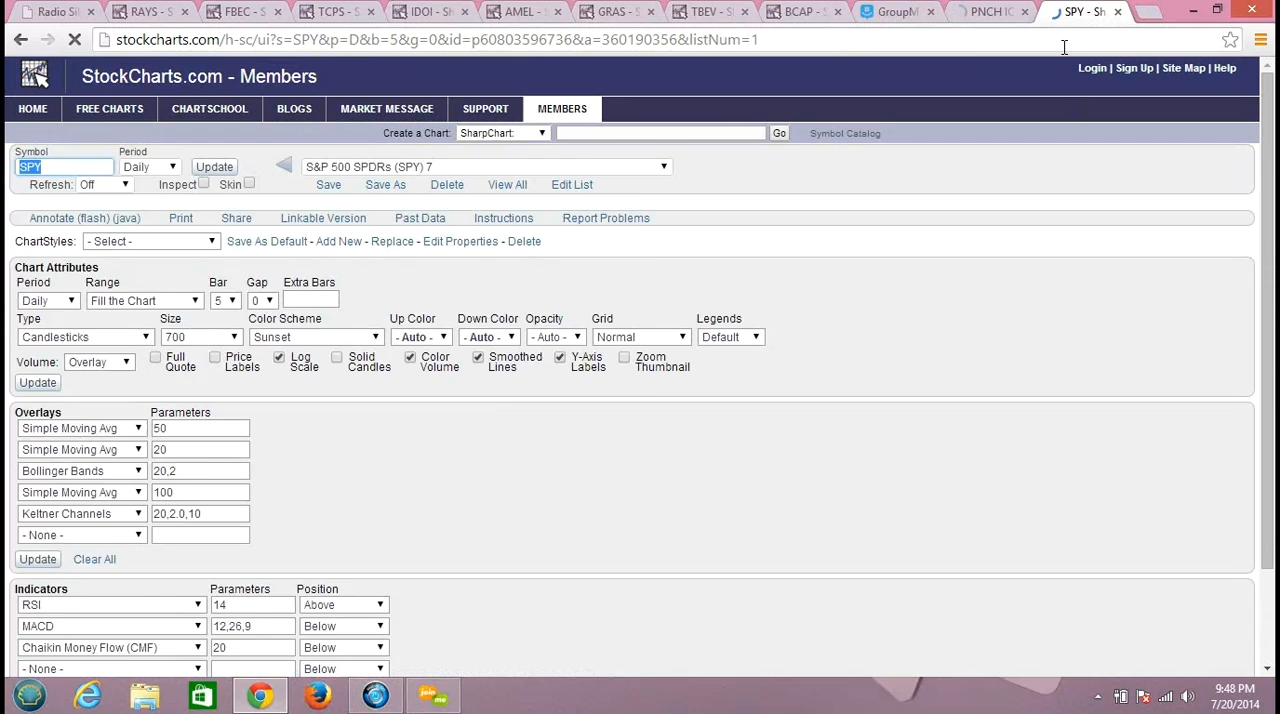 Radio Si
RAYS - S
FBEC - S
TCPS - S
IDOI - Sh
AMEL - S
GRAS - S
TBEV - S
BCAP - S
GroupM
PNCH IC
SPY - Sh
stockcharts.com/h-sc/ui?s=SPY&p=D&b=5&g=0&id=p60803596736&a=360190356&listNum=1
StockCharts.com - Members
Login | Sign Up | Site Map | Help
HOME FREE CHARTS CHARTSCHOOL BLOGS MARKET MESSAGE SUPPORT MEMBERS
Create a Chart: SharpChart: Go Symbol Catalog
Symbol Period
SPY Daily Update S&P 500 SPDRs (SPY) 7
Refresh: Off Inspect Skin Save Save As Delete View All Edit List
Annotate (flash) (java) Print Share Linkable Version Past Data Instructions Report Problems
ChartStyles: - Select - Save As Default - Add New - Replace - Edit Properties - Delete
Chart Attributes
Period Range Bar Gap Extra Bars
Daily Fill the Chart 5 0
Type Size Color Scheme Up Color Down Color Opacity Grid Legends
Candlesticks 700 Sunset - Auto - - Auto - - Auto - Normal Default
Volume: Overlay Full Quote Price Labels Log Scale Solid Candles Color Volume Smoothed Lines Y-Axis Labels Zoom Thumbnail
Update
Overlays Parameters
Simple Moving Avg 50
Simple Moving Avg 20
Bollinger Bands 20,2
Simple Moving Avg 100
Keltner Channels 20,2.0,10
- None -
Update Clear All
Indicators Parameters Position
RSI 14 Above
MACD 12,26,9 Below
Chaikin Money Flow (CMF) 20 Below
- None - Below
join me
9:48 PM
7/20/2014